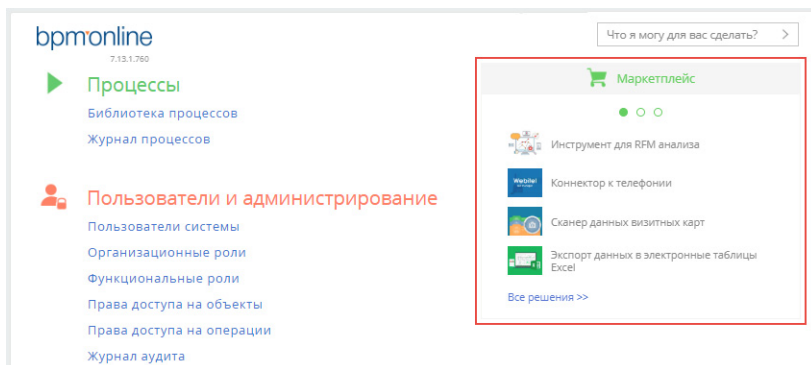 bpm'online
7.13.1.760
Что я могу для вас сделать?
Процессы
Библиотека процессов
Журнал процессов
Пользователи и администрирование
Пользователи системы
Организационные роли
Функциональные роли
Права доступа на объекты
Права доступа на операции
Журнал аудита
Маркетплейс
Инструмент для RFM анализа
Webitel
Коннектор к телефонии
Сканер данных визитных карт
Экспорт данных в электронные таблицы
Excel
Все решения >>